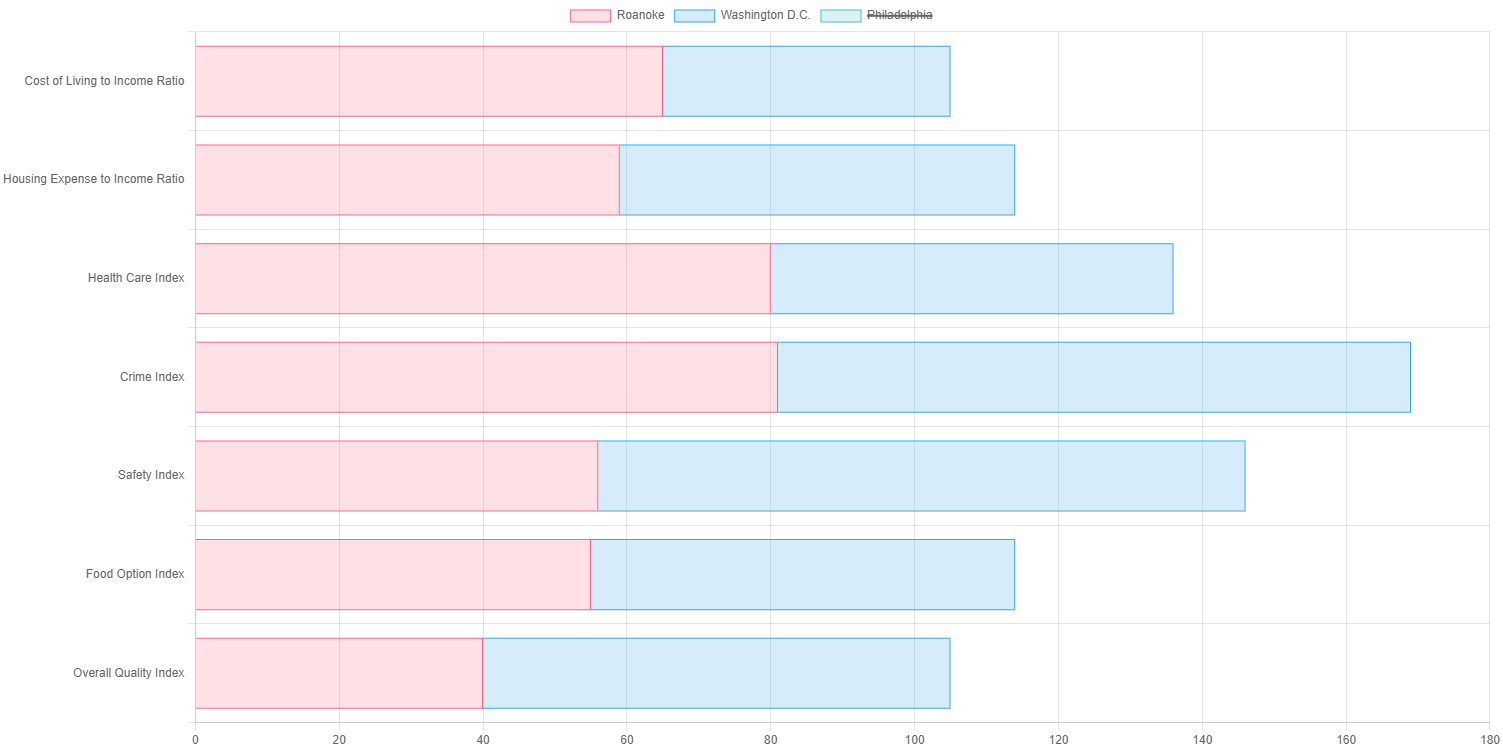 Roanoke Washington D.C. Philadelphia
Cost of Living to Income Ratio
Housing Expense to Income Ratio
Health Care Index
Crime Index
Safety Index
Food Option Index
Overall Quality Index
0 20 40 60 80 100 120 140 160 180